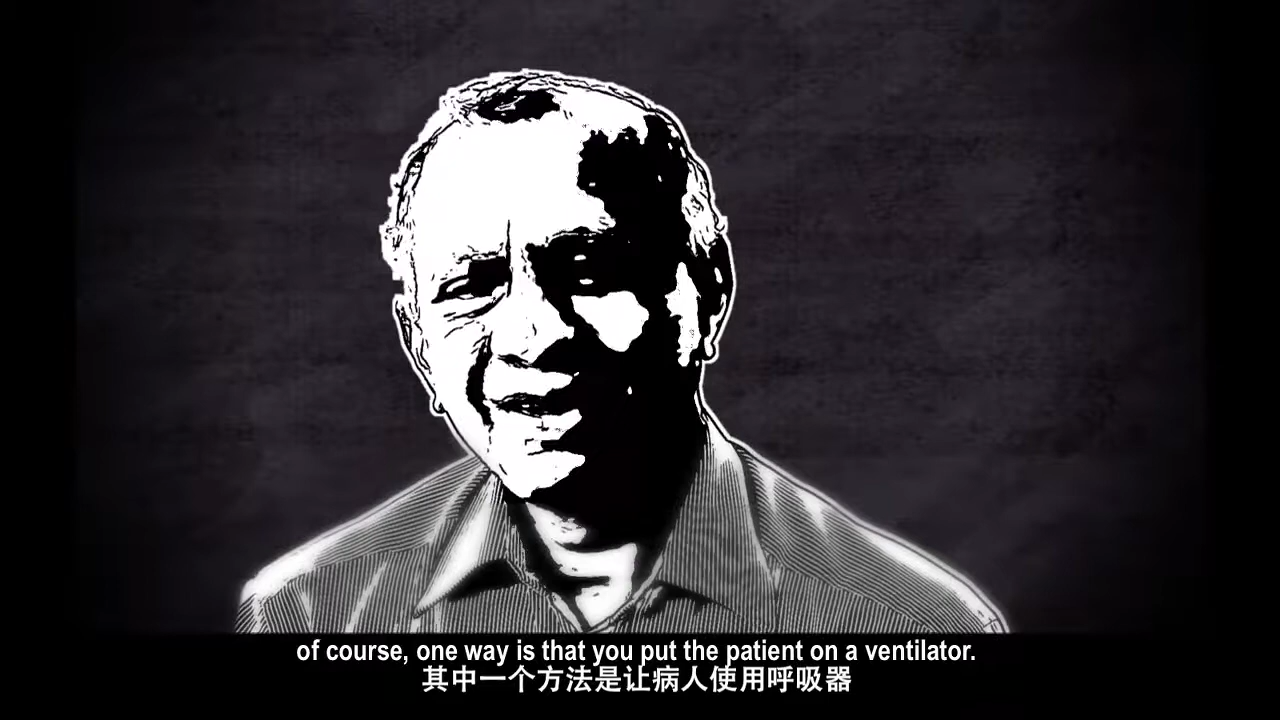 of course, one way is that you put the patient on a ventilator.
其中一个方法是让病人使用呼吸器